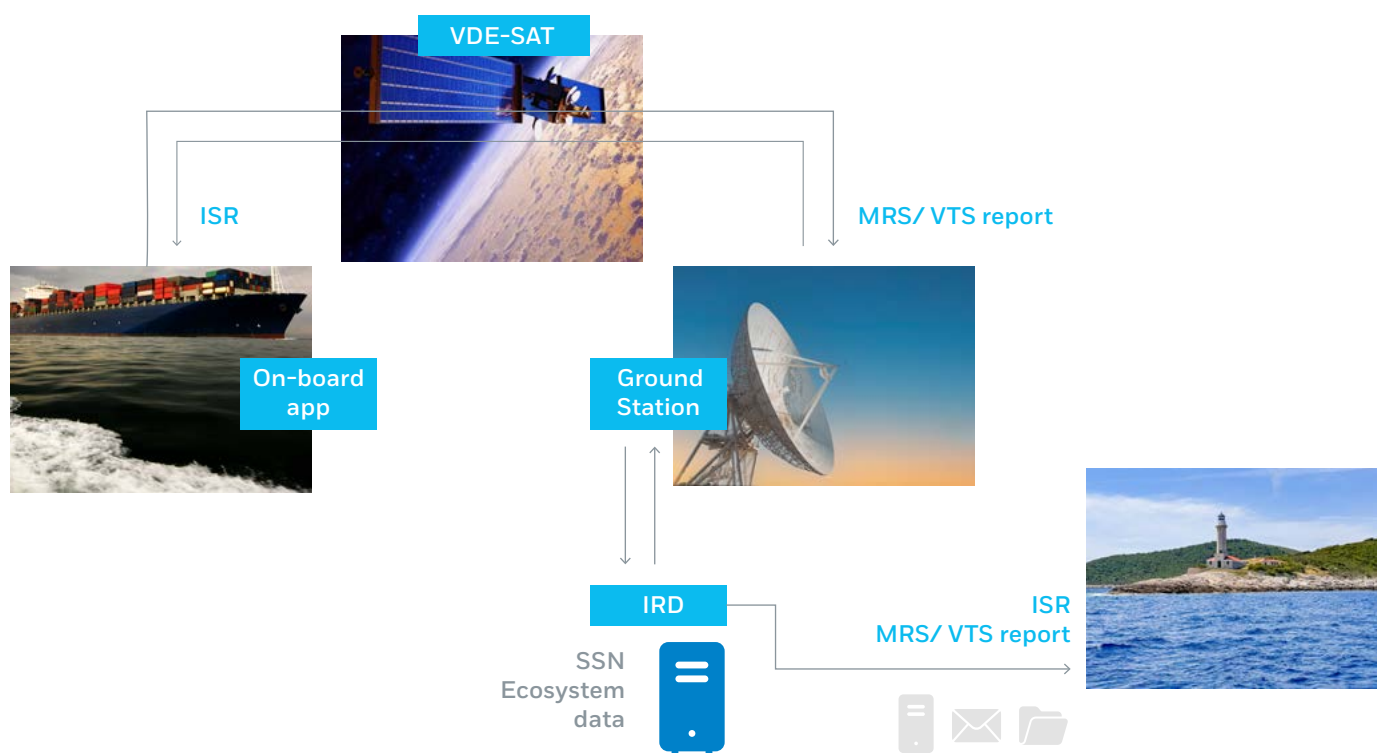 VDE-SAT
ISR
MRS/ VTS report
On-board
app
Ground
Station
IRD
ISR
MRS/ VTS report
SSN
Ecosystem
data